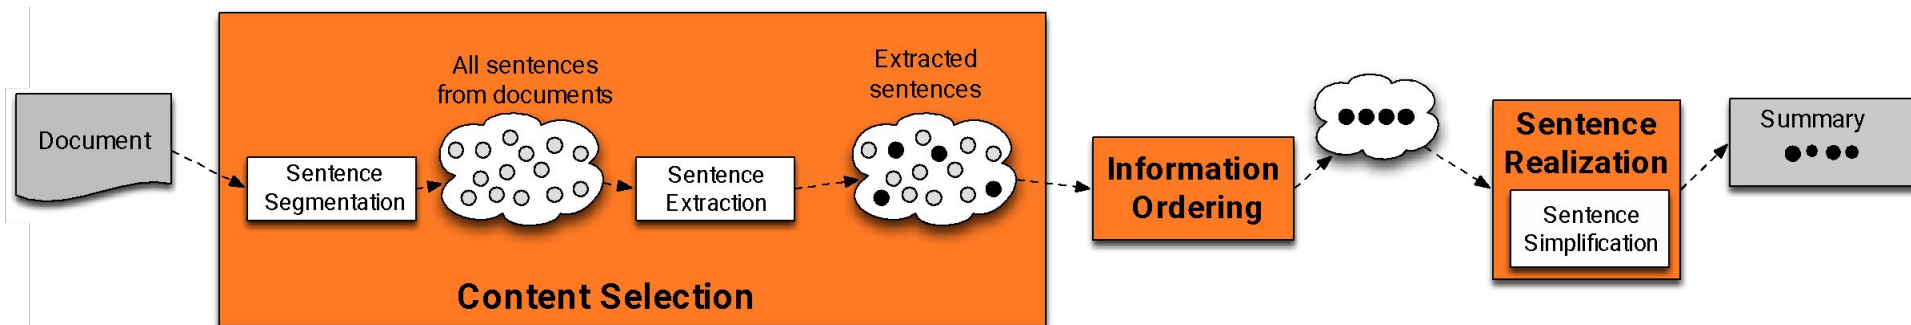 Document
Sentence
Segmentation
All sentences
from documents
Sentence
Extraction
Extracted
sentences
Content Selection
Information
Ordering
Sentence
Realization
Sentence
Simplification
Summary